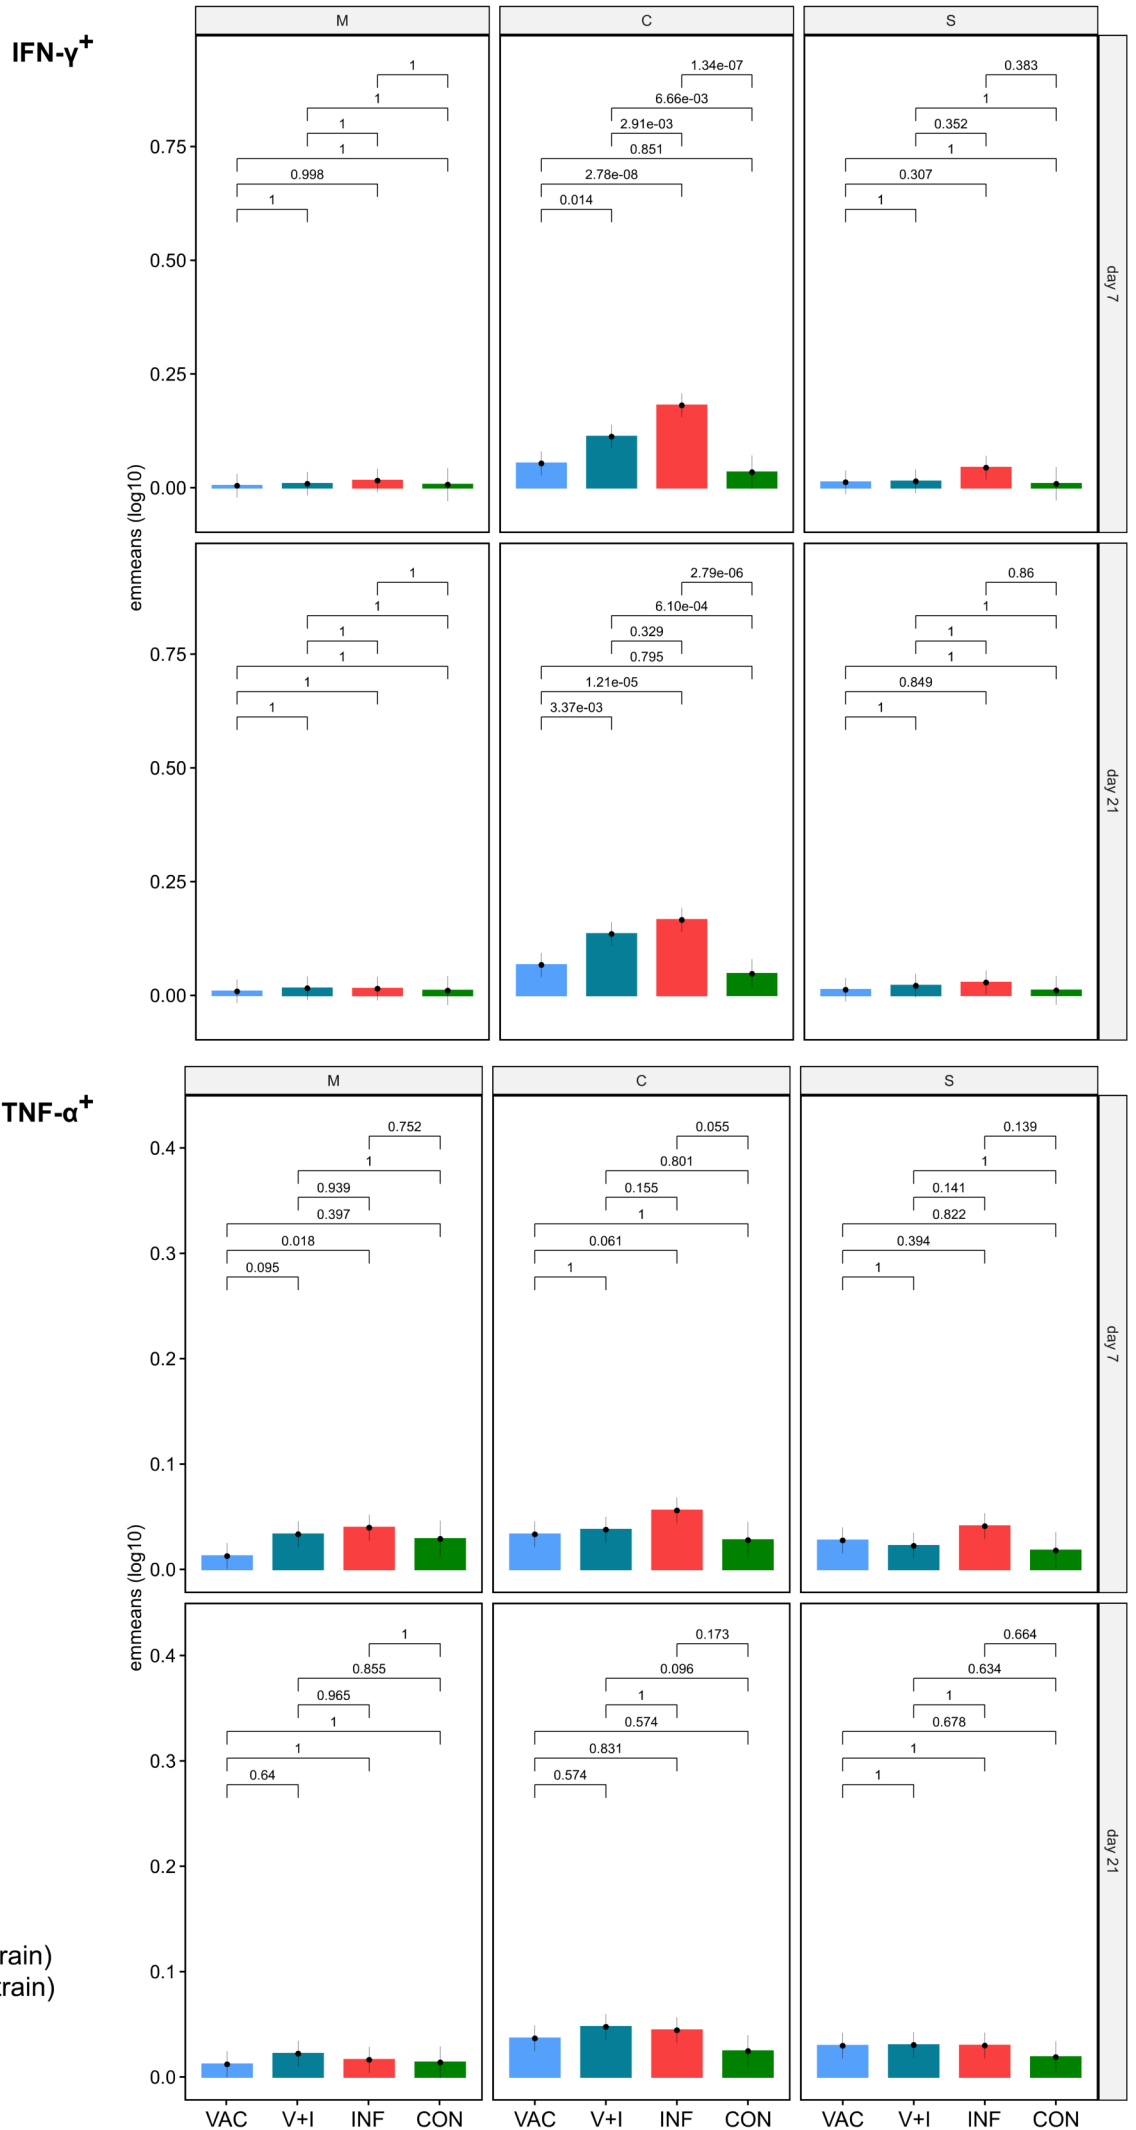 IFN-γ+
M C S
1 1.34e-07 0.383
1 6.66e-03 1
1 2.91e-03 0.352
1 0.851 1
0.998 2.78e-08 0.307
1 0.014 1
0.75
0.50
0.25
0.00
day 7
emmeans (log10)
1 2.79e-06 0.86
1 6.10e-04 1
1 0.329 1
1 0.795 1
1 1.21e-05 0.849
1 3.37e-03 1
0.75
0.50
0.25
0.00
day 21
TNF-α+
M C S
0.752 0.055 0.139
1 0.801 1
0.939 0.155 0.141
0.397 1 0.822
0.018 0.061 0.394
0.095 1 1
0.4
0.3
0.2
0.1
0.0
day 7
emmeans (log10)
1 0.173 0.664
0.855 0.096 0.634
0.965 1 1
1 0.574 0.678
1 0.831 1
0.64 0.574 1
0.4
0.3
0.2
0.1
0.0
day 21
rain)
train)
VAC V+I INF CON VAC V+I INF CON VAC V+I INF CON